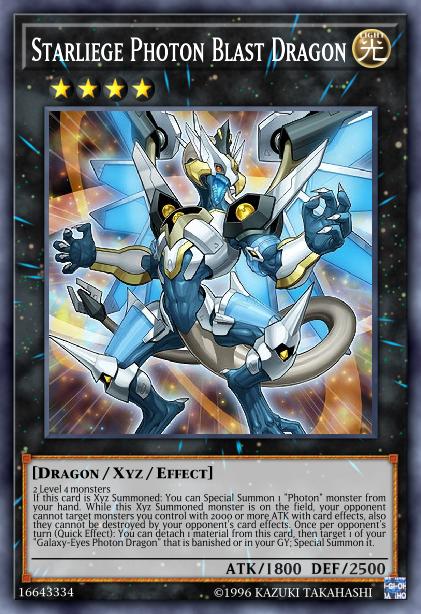 STARLIEGE PHOTON BLAST DRAGON
LIGHT
光
[DRAGON / XYZ / EFFECT]
2 Level 4 monsters
If this card is Xyz Summoned: You can Special Summon 1 "Photon" monster from
your hand. While this Xyz Summoned monster is on the field, your opponent
cannot target monsters you control with 2000 or more ATK with card effects, also
they cannot be destroyed by your opponent's card effects. Once per opponent's
turn (Quick Effect): You can detach 1 material from this card, then target 1 of your
"Galaxy-Eyes Photon Dragon" that is banished or in your GY; Special Summon it.
ATK/1800 DEF/2500
16643334
©1996 KAZUKI TAKAHASHI